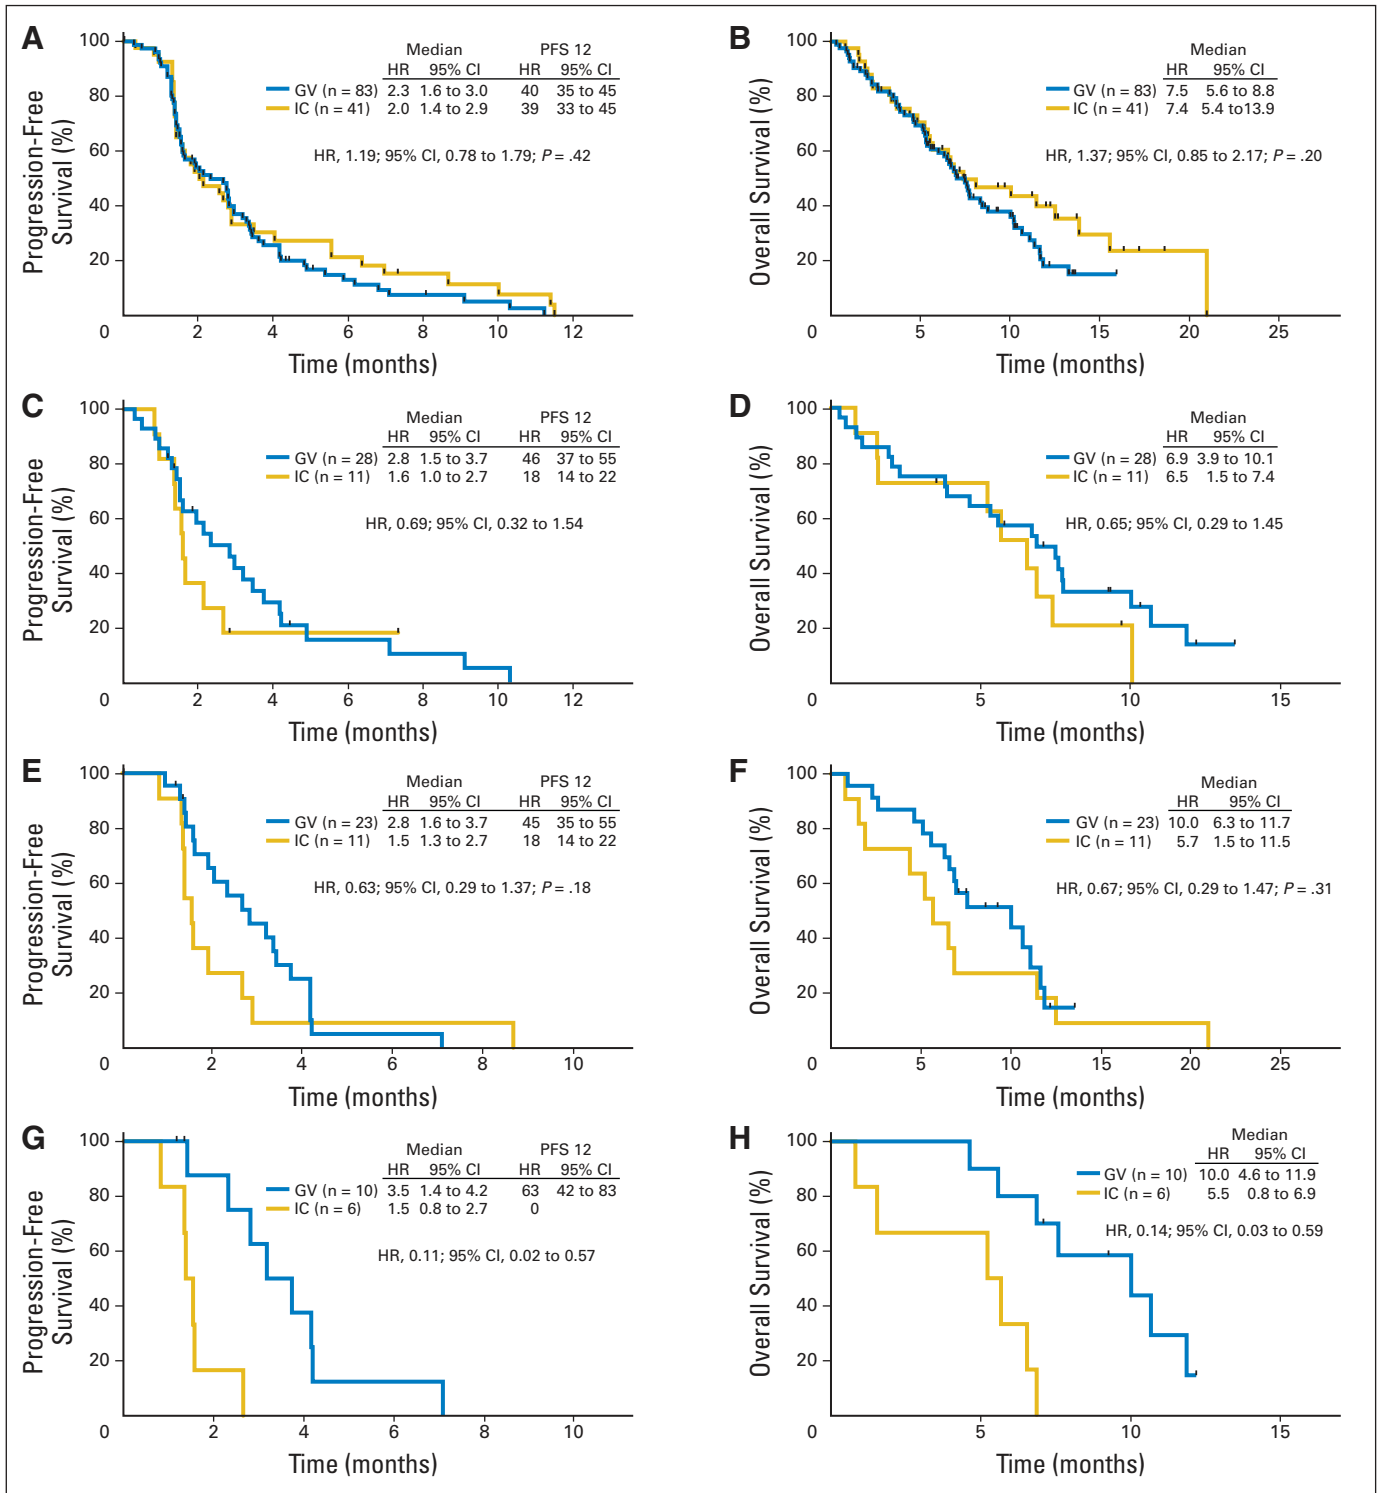 A
Progression-Free
Survival (%)
100
80
60
40
20
0
2
4
6
8
10
12
Time (months)
Median PFS 12
HR 95% CI HR 95% CI
GV (n = 83) 2.3 1.6 to 3.0 40 35 to 45
IC (n = 41) 2.0 1.4 to 2.9 39 33 to 45
HR, 1.19; 95% CI, 0.78 to 1.79; P = .42
B
Overall Survival (%)
100
80
60
40
20
0
5
10
15
20
25
Time (months)
Median
HR 95% CI
GV (n = 83) 7.5 5.6 to 8.8
IC (n = 41) 7.4 5.4 to13.9
HR, 1.37; 95% CI, 0.85 to 2.17; P = .20
C
Progression-Free
Survival (%)
100
80
60
40
20
0
2
4
6
8
10
12
Time (months)
Median PFS 12
HR 95% CI HR 95% CI
GV (n = 28) 2.8 1.5 to 3.7 46 37 to 55
IC (n = 11) 1.6 1.0 to 2.7 18 14 to 22
HR, 0.69; 95% CI, 0.32 to 1.54
D
Overall Survival (%)
100
80
60
40
20
0
5
10
15
Time (months)
Median
HR 95% CI
GV (n = 28) 6.9 3.9 to 10.1
IC (n = 11) 6.5 1.5 to 7.4
HR, 0.65; 95% CI, 0.29 to 1.45
E
Progression-Free
Survival (%)
100
80
60
40
20
0
2
4
6
8
10
Time (months)
Median PFS 12
HR 95% CI HR 95% CI
GV (n = 23) 2.8 1.6 to 3.7 45 35 to 55
IC (n = 11) 1.5 1.3 to 2.7 18 14 to 22
HR, 0.63; 95% CI, 0.29 to 1.37; P = .18
F
Overall Survival (%)
100
80
60
40
20
0
5
10
15
20
25
Time (months)
Median
HR 95% CI
GV (n = 23) 10.0 6.3 to 11.7
IC (n = 11) 5.7 1.5 to 11.5
HR, 0.67; 95% CI, 0.29 to 1.47; P = .31
G
Progression-Free
Survival (%)
100
80
60
40
20
0
2
4
6
8
10
Time (months)
Median PFS 12
HR 95% CI HR 95% CI
GV (n = 10) 3.5 1.4 to 4.2 63 42 to 83
IC (n = 6) 1.5 0.8 to 2.7 0
HR, 0.11; 95% CI, 0.02 to 0.57
H
Overall Survival (%)
100
80
60
40
20
0
5
10
15
Time (months)
Median
HR 95% CI
GV (n = 10) 10.0 4.6 to 11.9
IC (n = 6) 5.5 0.8 to 6.9
HR, 0.14; 95% CI, 0.03 to 0.59